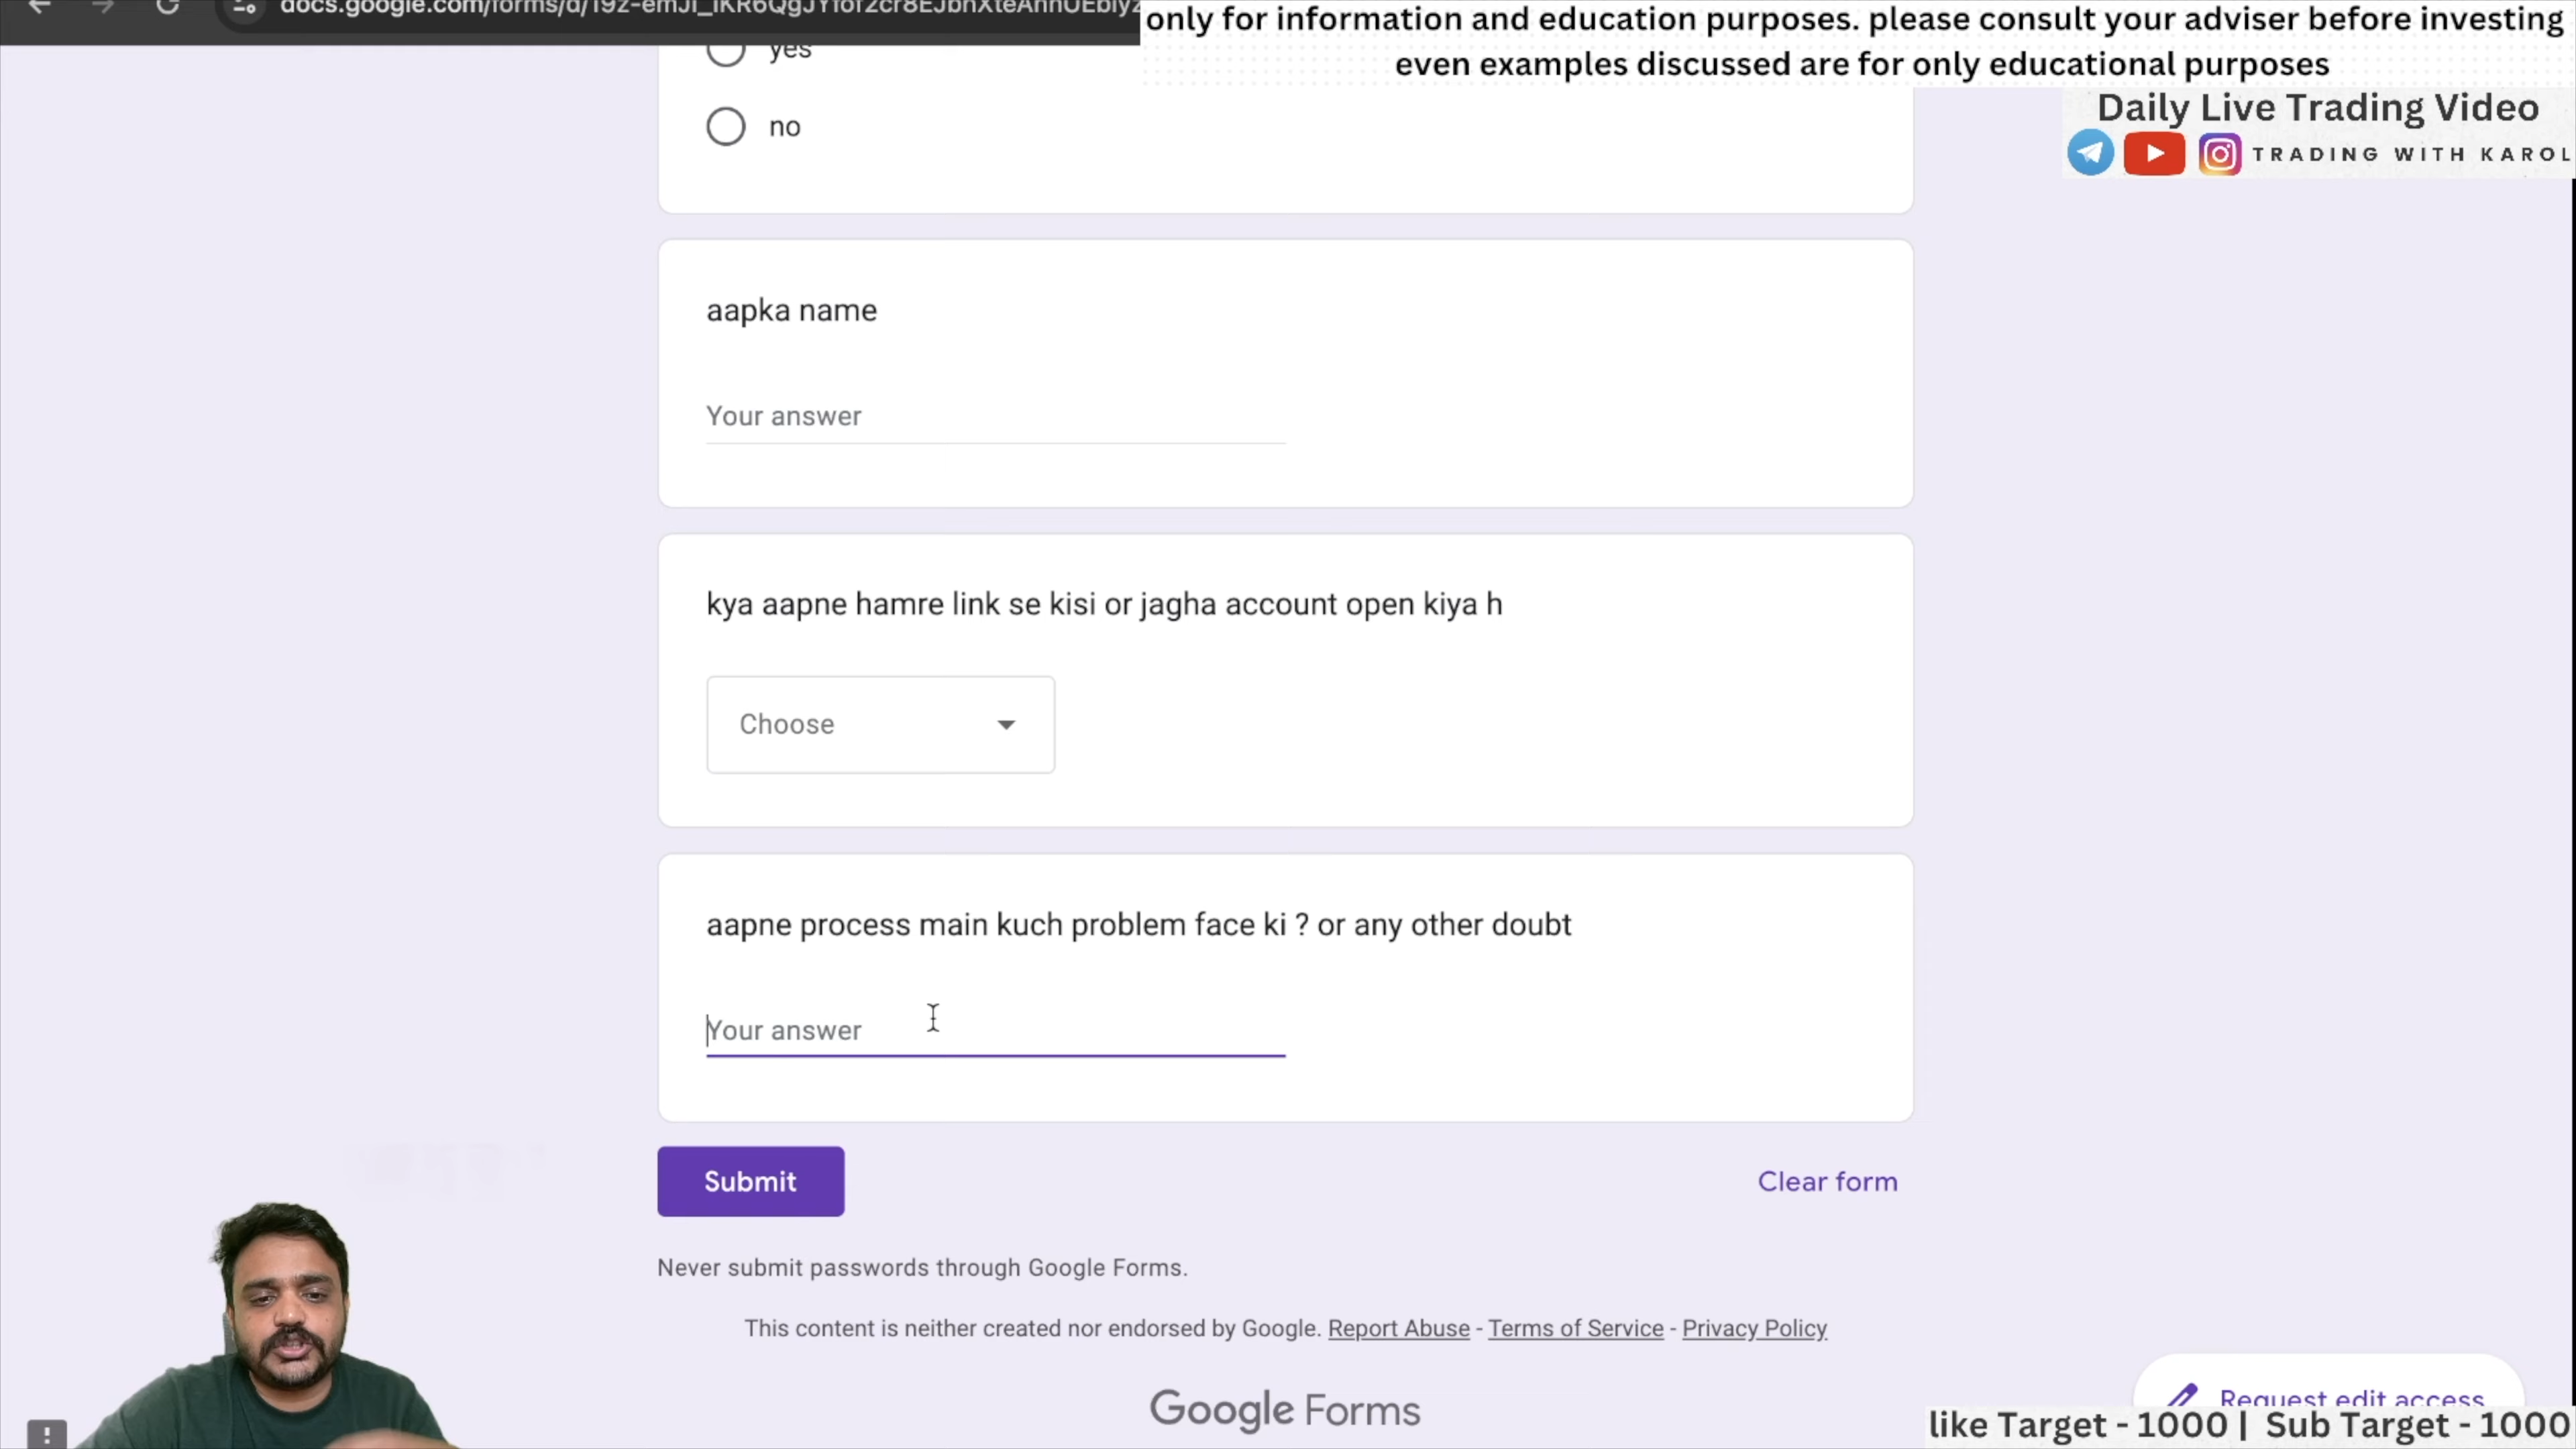 only for information and education purposes. please consult your adviser before investing
even examples discussed are for only educational purposes
Daily Live Trading Video
TRADING WITH KAROL
yes
no
aapka name
Your answer
kya aapne hamre link se kisi or jagha account open kiya h
Choose
aapne process main kuch problem face ki ? or any other doubt
Your answer
Submit
Clear form
Never submit passwords through Google Forms.
This content is neither created nor endorsed by Google. Report Abuse - Terms of Service - Privacy Policy
Google Forms
Request edit access
like Target - 1000 | Sub Target - 1000